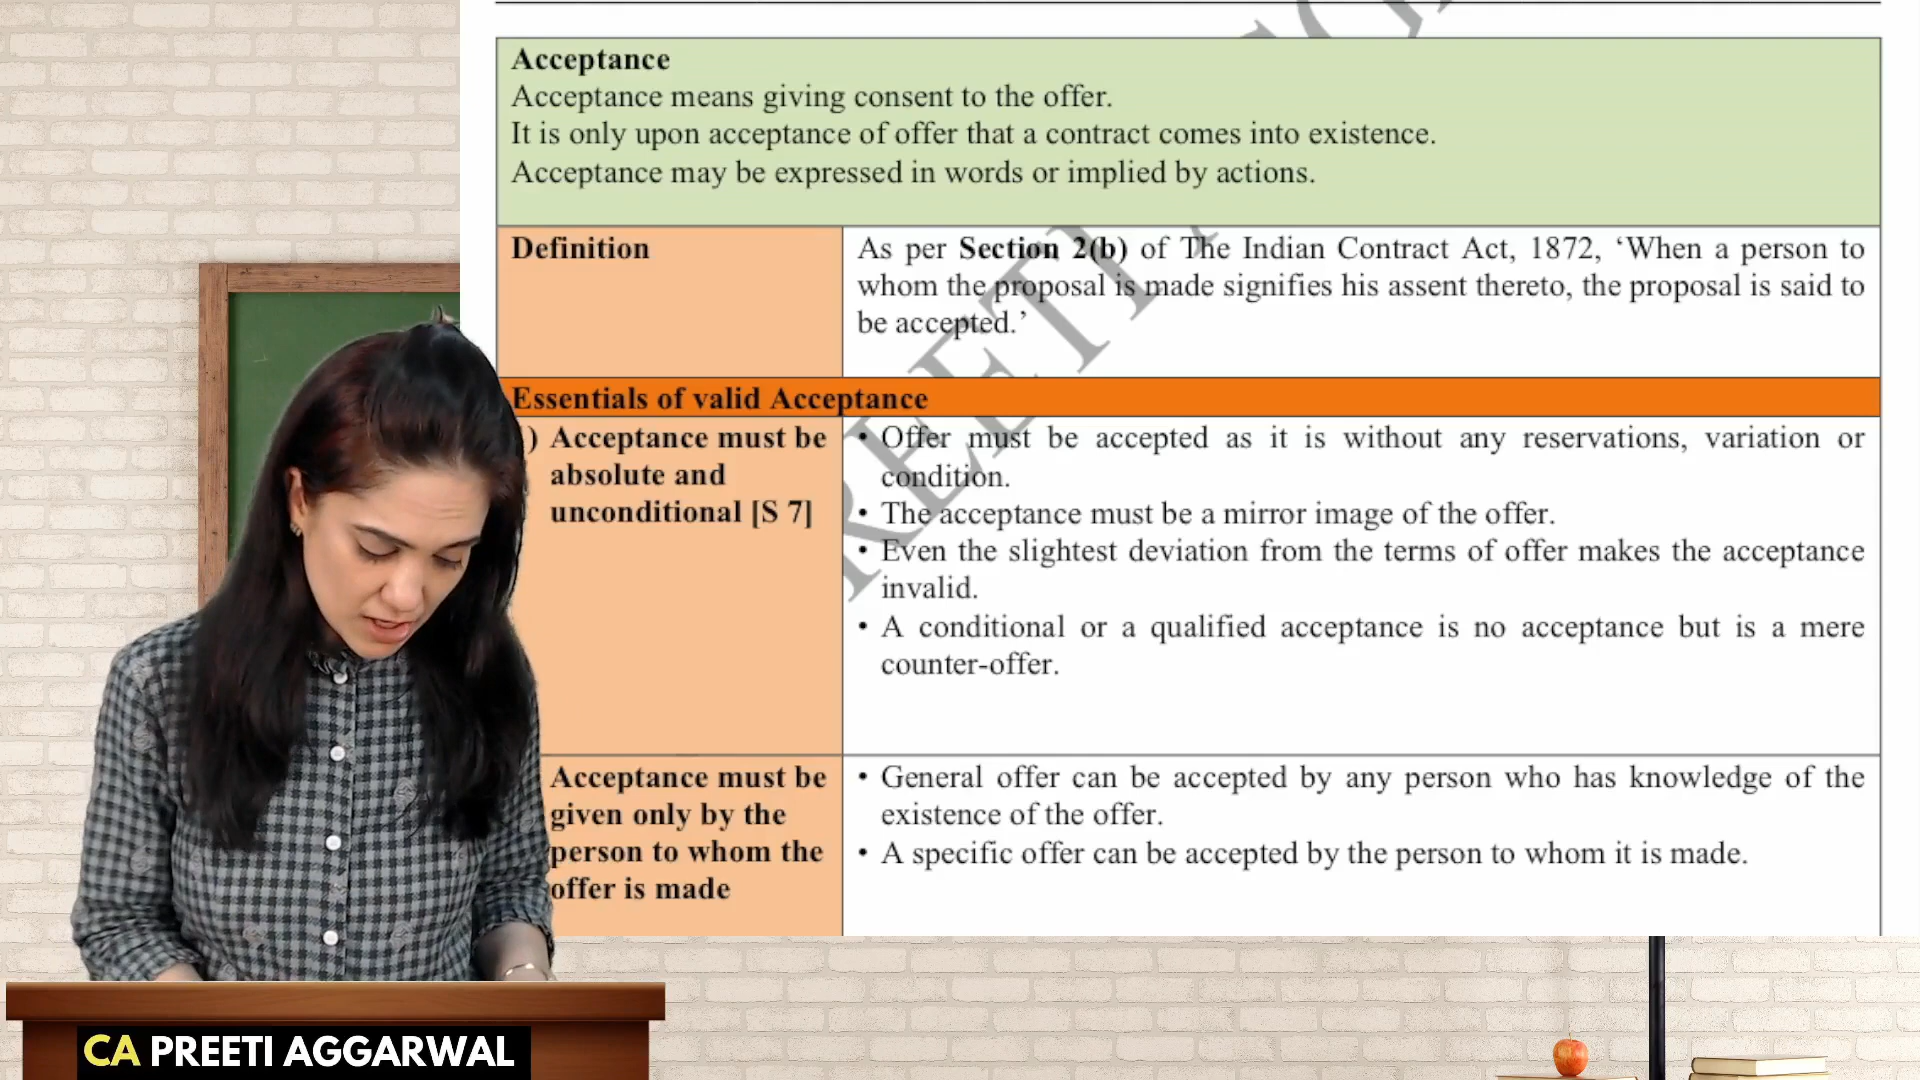 Acceptance
Acceptance means giving consent to the offer.
It is only upon acceptance of offer that a contract comes into existence.
Acceptance may be expressed in words or implied by actions.
Definition
As per Section 2(b) of The Indian Contract Act, 1872, ‘When a person to
whom the proposal is made signifies his assent thereto, the proposal is said to
be accepted.’
Essentials of valid Acceptance
) Acceptance must be
absolute and
unconditional [S 7]
• Offer must be accepted as it is without any reservations, variation or
condition.
• The acceptance must be a mirror image of the offer.
• Even the slightest deviation from the terms of offer makes the acceptance
invalid.
• A conditional or a qualified acceptance is no acceptance but is a mere
counter-offer.
Acceptance must be
given only by the
person to whom the
offer is made
• General offer can be accepted by any person who has knowledge of the
existence of the offer.
• A specific offer can be accepted by the person to whom it is made.
CA PREETI AGGARWAL